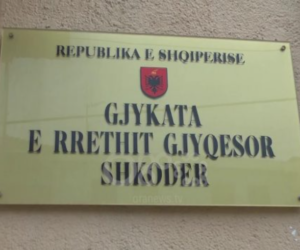 REPUBLIKA E SHQIPERISE
GJYKATA
E RRETHIT GJYQESOR
SHKODER